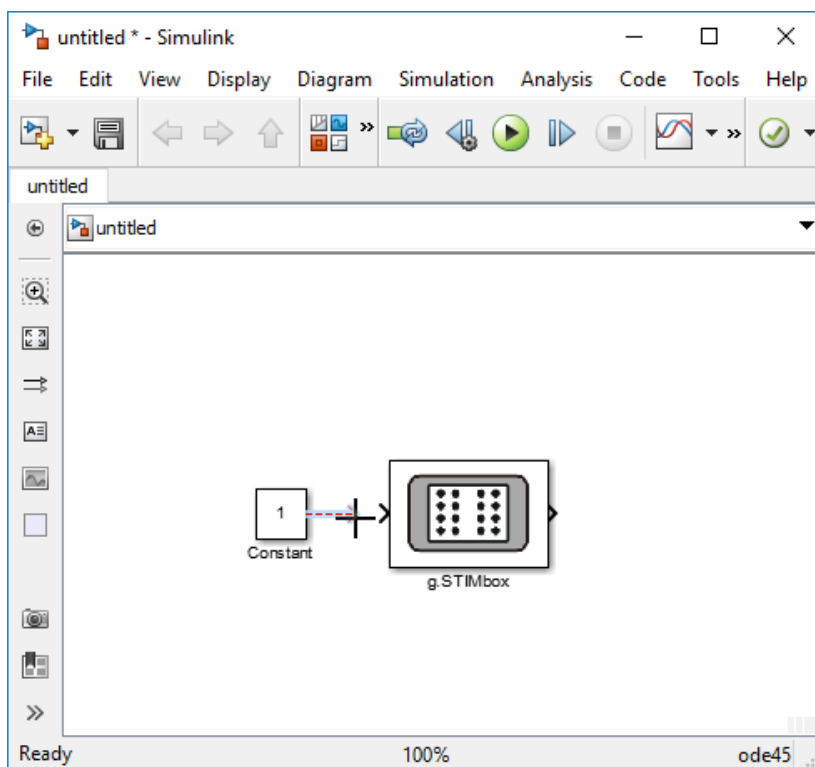 untitled * - Simulink
File Edit View Display Diagram Simulation Analysis Code Tools Help
untitled
untitled
1
Constant
g.STIMbox
Ready 100% ode45